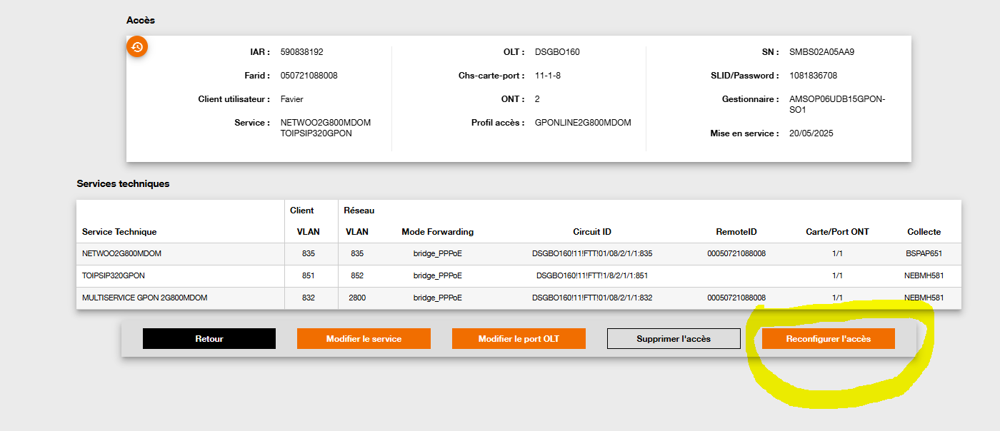 Accès
IAR : 590838192
Farid : 050721088008
Client utilisateur : Favier
Service : NETWOO2G800MDOM
TOIPSIP320GPON
OLT : DSGBO160
Chs-carte-port : 11-1-8
ONT : 2
Profil accès : GPONLINE2G800MDOM
SN : SMBS02A05AA9
SLID/Password : 1081836708
Gestionnaire : AMSOP06UDB15GPON-
SO1
Mise en service : 20/05/2025
Services techniques
Client Réseau
Service Technique VLAN VLAN Mode Forwarding Circuit ID RemoteID Carte/Port ONT Collecte
NETWOO2G800MDOM 835 835 bridge_PPPoE DSGBO160!11!FTT!01/08/2/1/1:835 00050721088008 1/1 BSPAP651
TOIPSIP320GPON 851 852 bridge_PPPoE DSGBO160!11!FTT!1/8/2/1/1:851 1/1 NEBMH581
MULTISERVICE GPON 2G800MDOM 832 2800 bridge_PPPoE DSGBO160!11!FTT!01/08/2/1/1:832 00050721088008 1/1 NEBMH581
Retour Modifier le service Modifier le port OLT Supprimer l'accès Reconfigurer l'accès